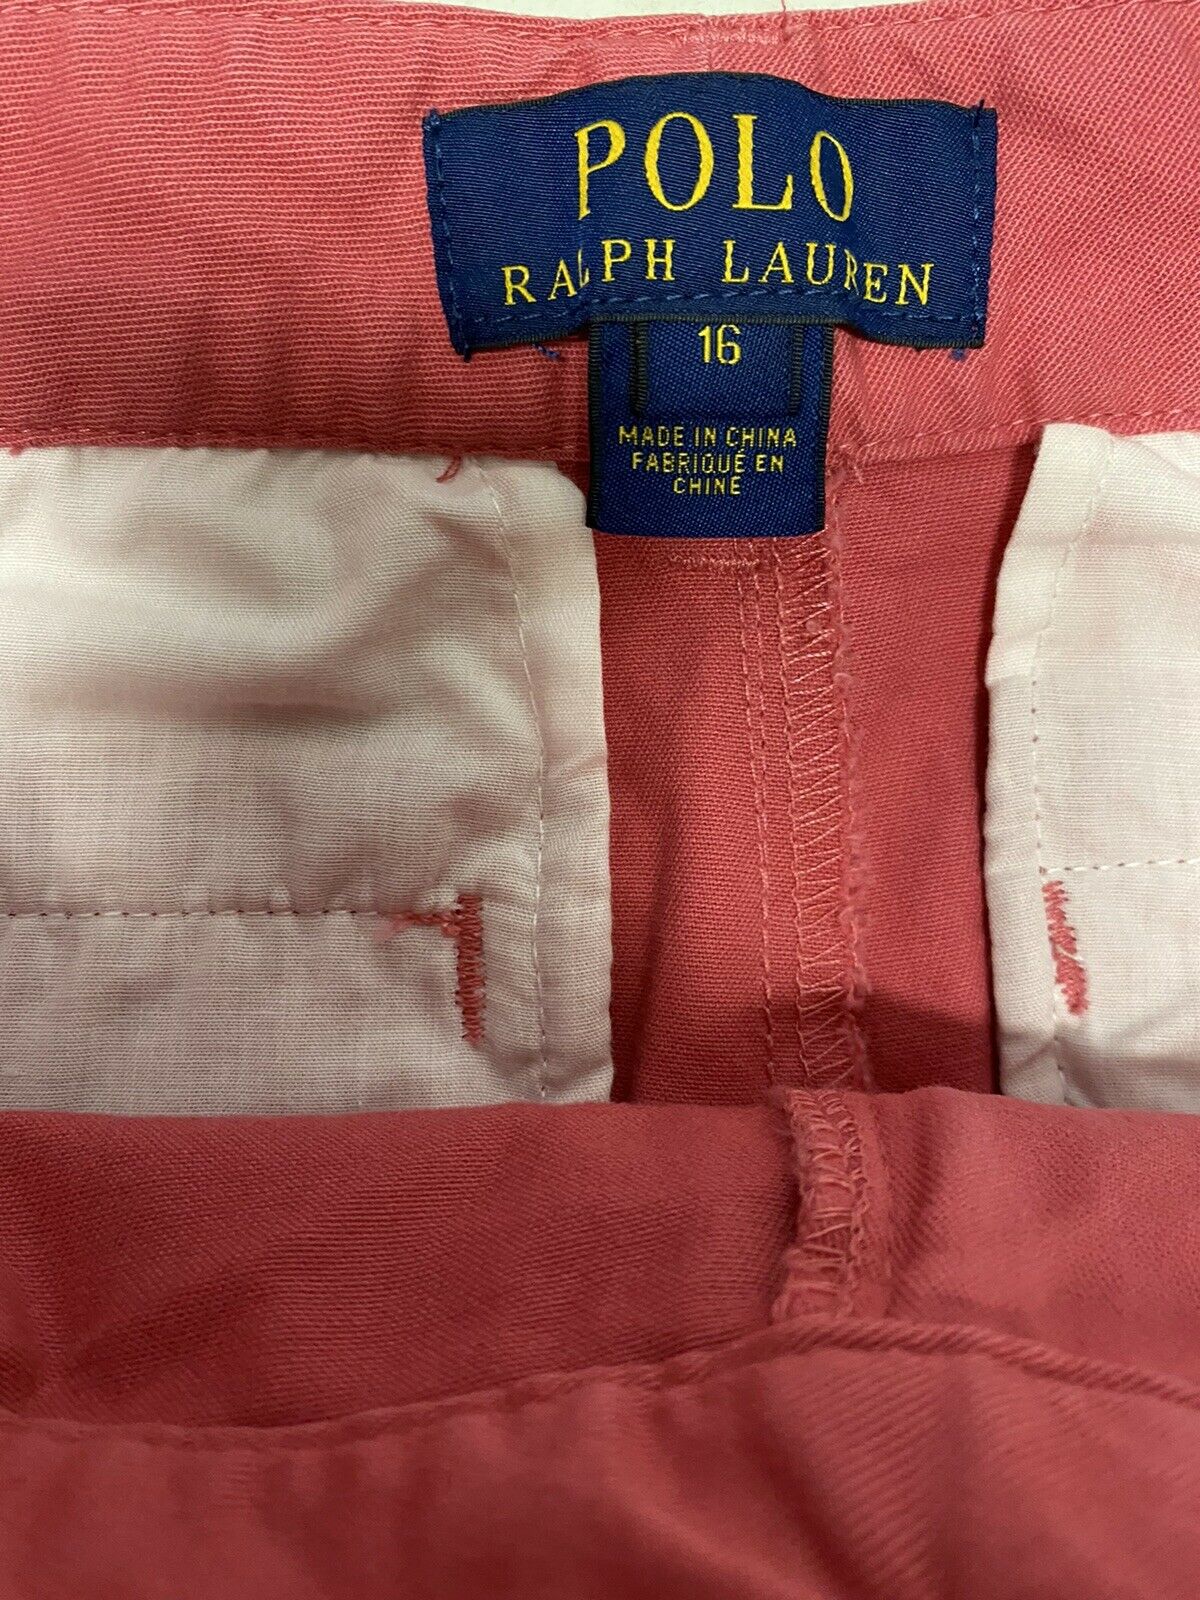 POLO
RALPH LAUREN
16
MADE IN CHINA
FABRIQUÉ EN
CHINE